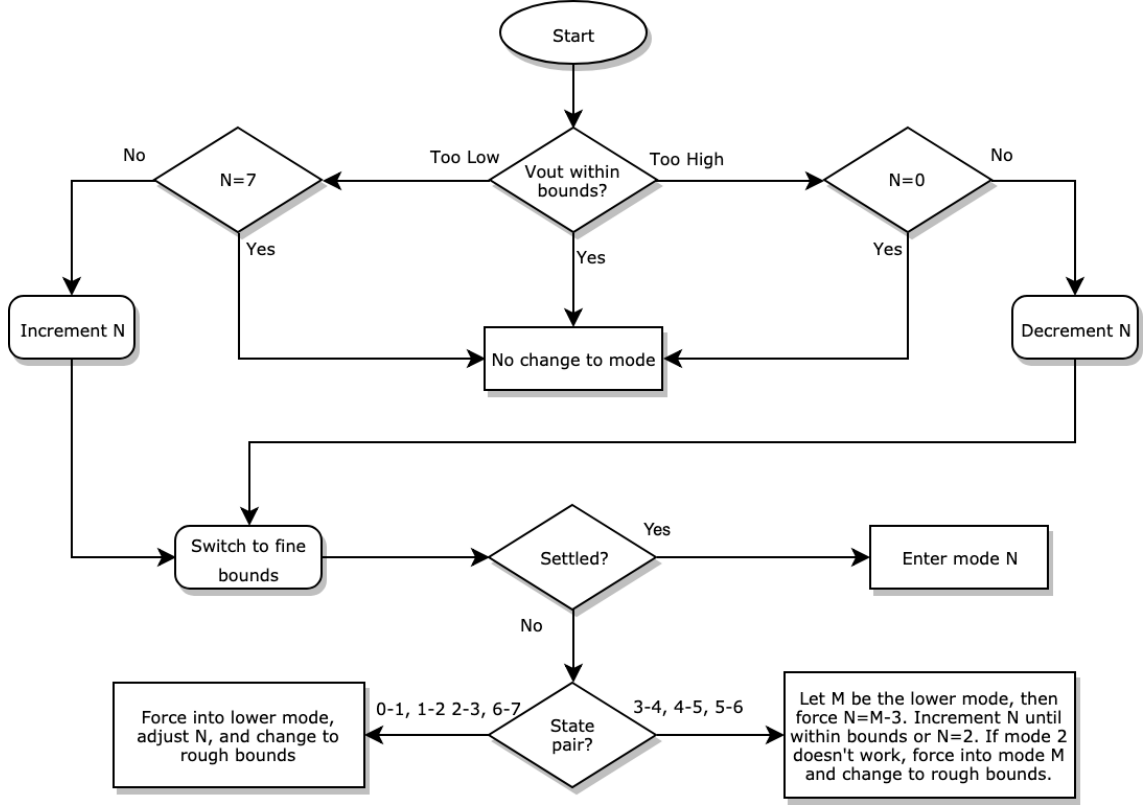 Start
No
Too Low
Vout within
bounds?
Too High
No
N=7
N=0
Yes
Yes
Yes
Increment N
No change to mode
Decrement N
Switch to fine
bounds
Settled?
Yes
Enter mode N
No
0-1, 1-2 2-3, 6-7
3-4, 4-5, 5-6
Force into lower mode,
adjust N, and change to
rough bounds
State
pair?
Let M be the lower mode, then
force N=M-3. Increment N until
within bounds or N=2. If mode 2
doesn't work, force into mode M
and change to rough bounds.